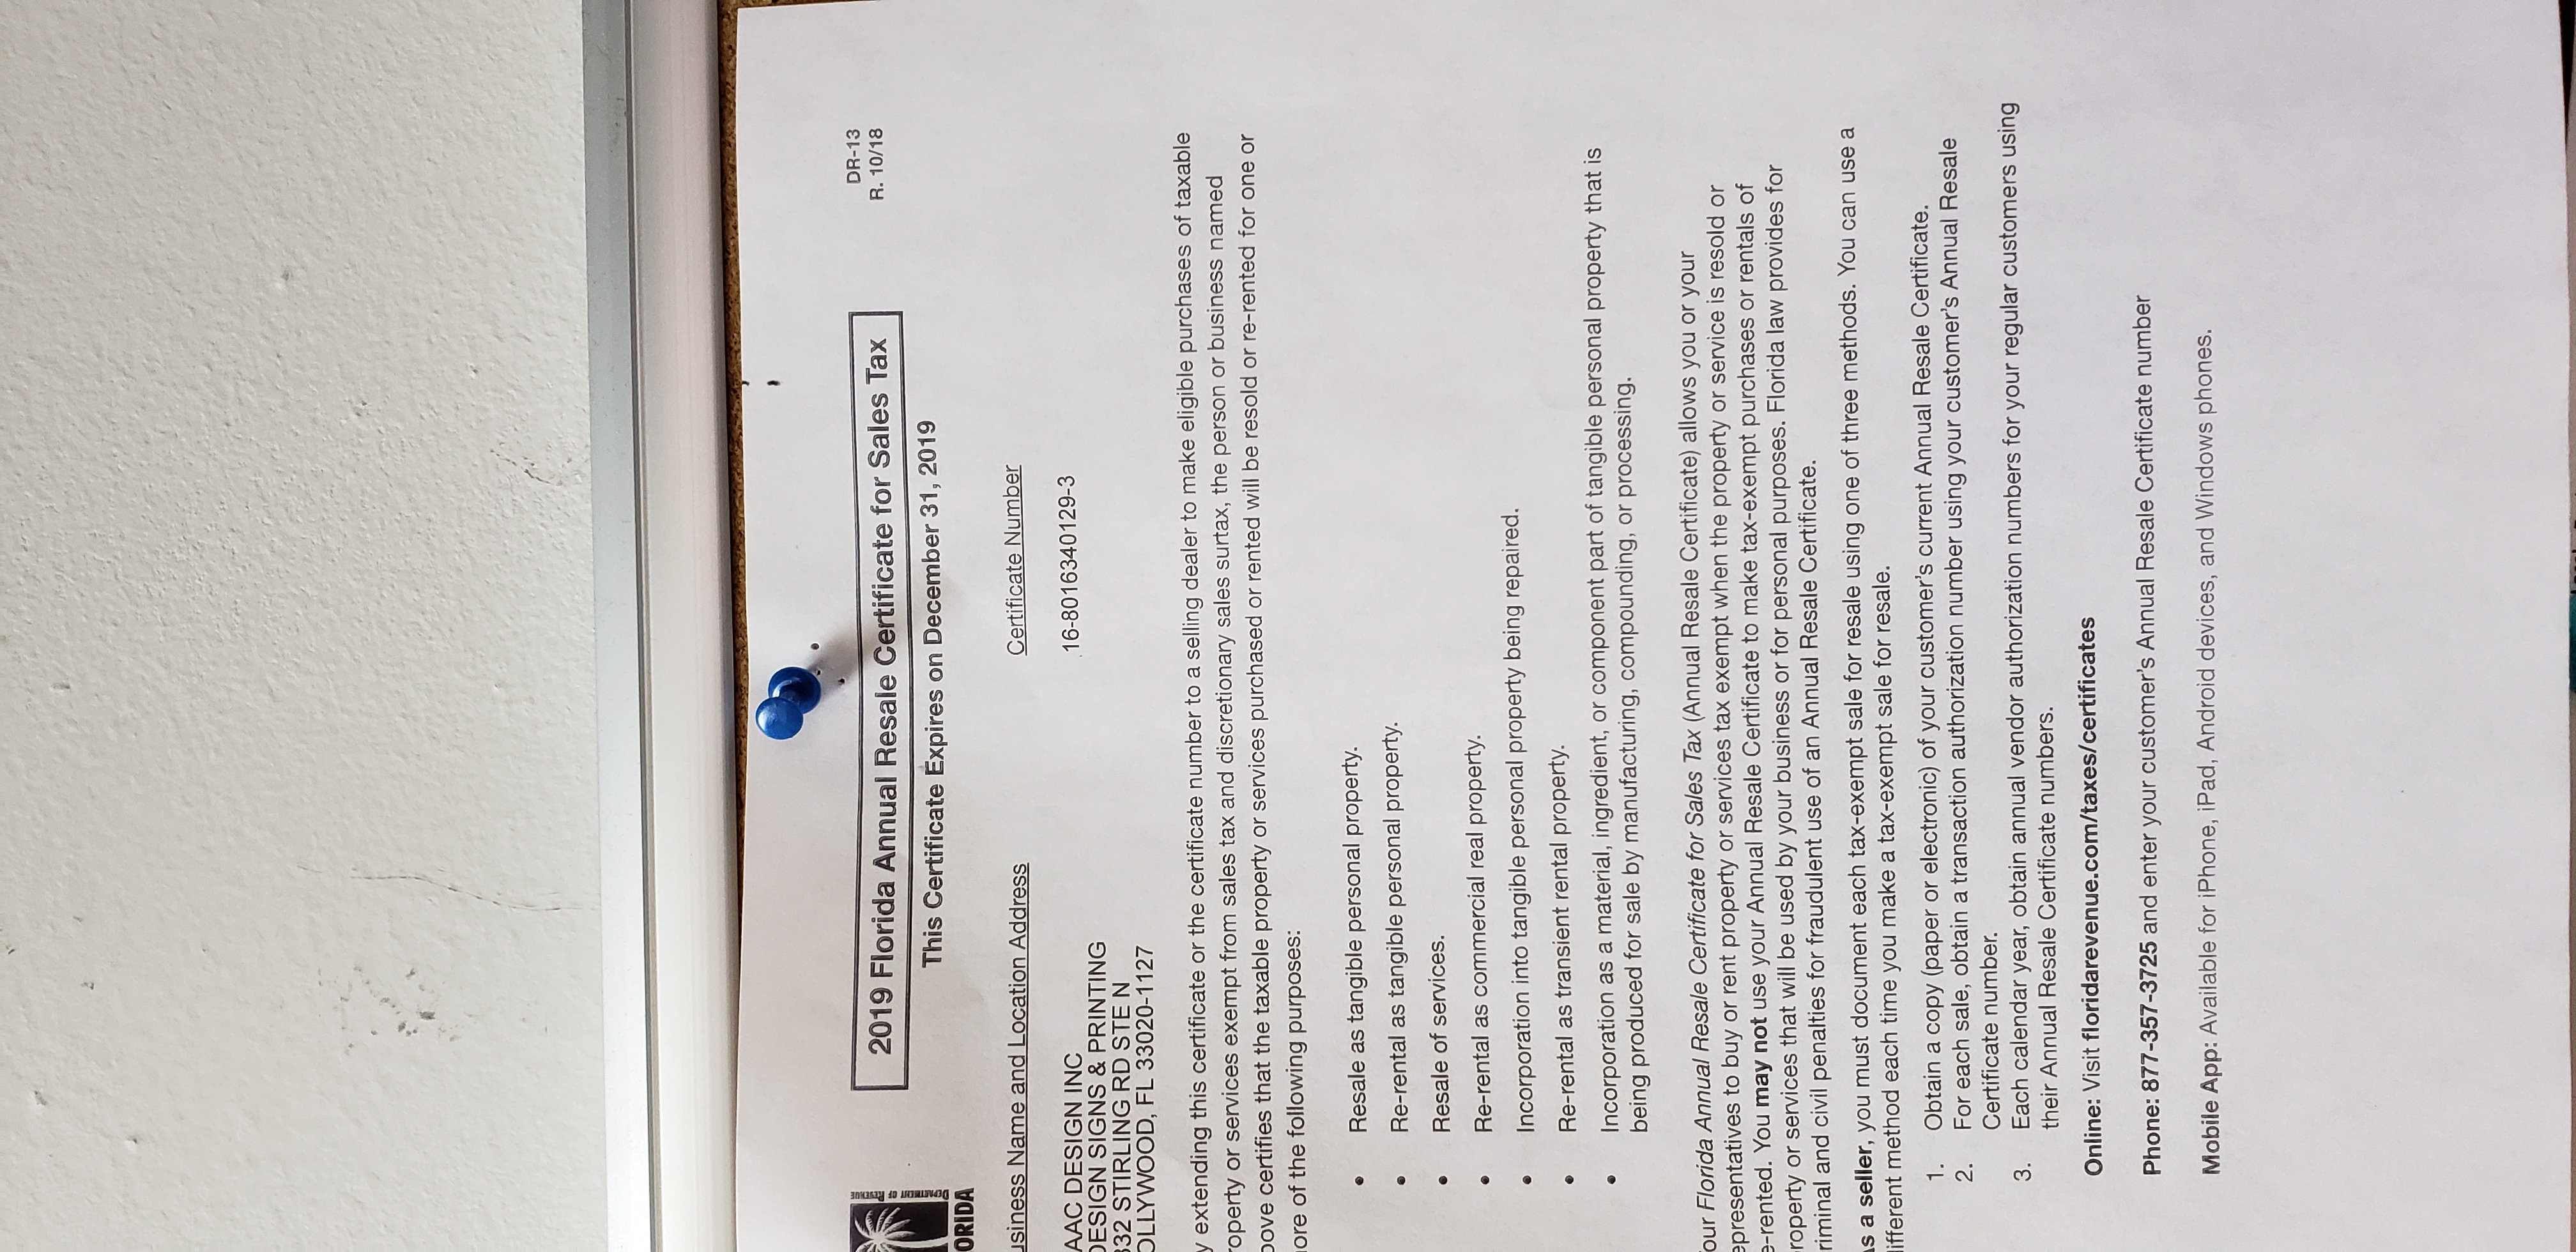 DR-13
R. 10/18
2019 Florida Annual Resale Certificate for Sales Tax
This Certificate Expires on December 31, 2019
DEPARTMENT OF REVENUE
ORIDA
usiness Name and Location Address
Certificate Number
AAC DESIGN INC
16-8016340129-3
DESIGN SIGNS & PRINTING
332 STIRLING RD STE N
OLLYWOOD, FL 33020-1127
y extending this certificate or the certificate number to a selling dealer to make eligible purchases of taxable
roperty or services exempt from sales tax and discretionary sales surtax, the person or business named
bove certifies that the taxable property or services purchased or rented will be resold or re-rented for one or
ore of the following purposes:
• Resale as tangible personal property.
• Re-rental as tangible personal property.
• Resale of services.
• Re-rental as commercial real property.
• Incorporation into tangible personal property being repaired.
• Re-rental as transient rental property.
• Incorporation as a material, ingredient, or component part of tangible personal property that is
being produced for sale by manufacturing, compounding, or processing.
our Florida Annual Resale Certificate for Sales Tax (Annual Resale Certificate) allows you or your
epresentatives to buy or rent property or services tax exempt when the property or service is resold or
e-rented. You may not use your Annual Resale Certificate to make tax-exempt purchases or rentals of
roperty or services that will be used by your business or for personal purposes. Florida law provides for
riminal and civil penalties for fraudulent use of an Annual Resale Certificate.
As a seller, you must document each tax-exempt sale for resale using one of three methods. You can use a
ifferent method each time you make a tax-exempt sale for resale.
1. Obtain a copy (paper or electronic) of your customer's current Annual Resale Certificate.
2. For each sale, obtain a transaction authorization number using your customer's Annual Resale
Certificate number.
3. Each calendar year, obtain annual vendor authorization numbers for your regular customers using
their Annual Resale Certificate numbers.
Online: Visit floridarevenue.com/taxes/certificates
Phone: 877-357-3725 and enter your customer's Annual Resale Certificate number
Mobile App: Available for iPhone, iPad, Android devices, and Windows phones.